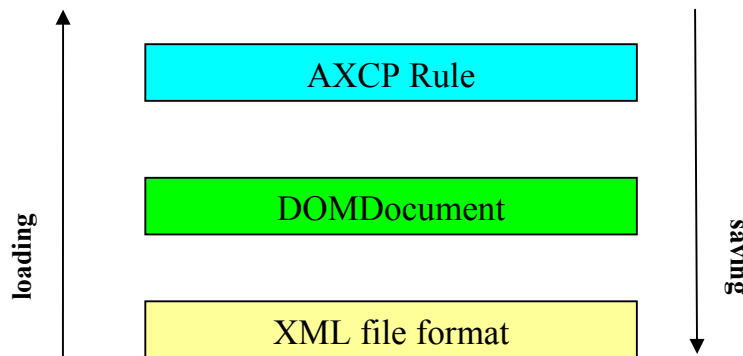 AXCP Rule
DOMDocument
loading
saving
XML file format